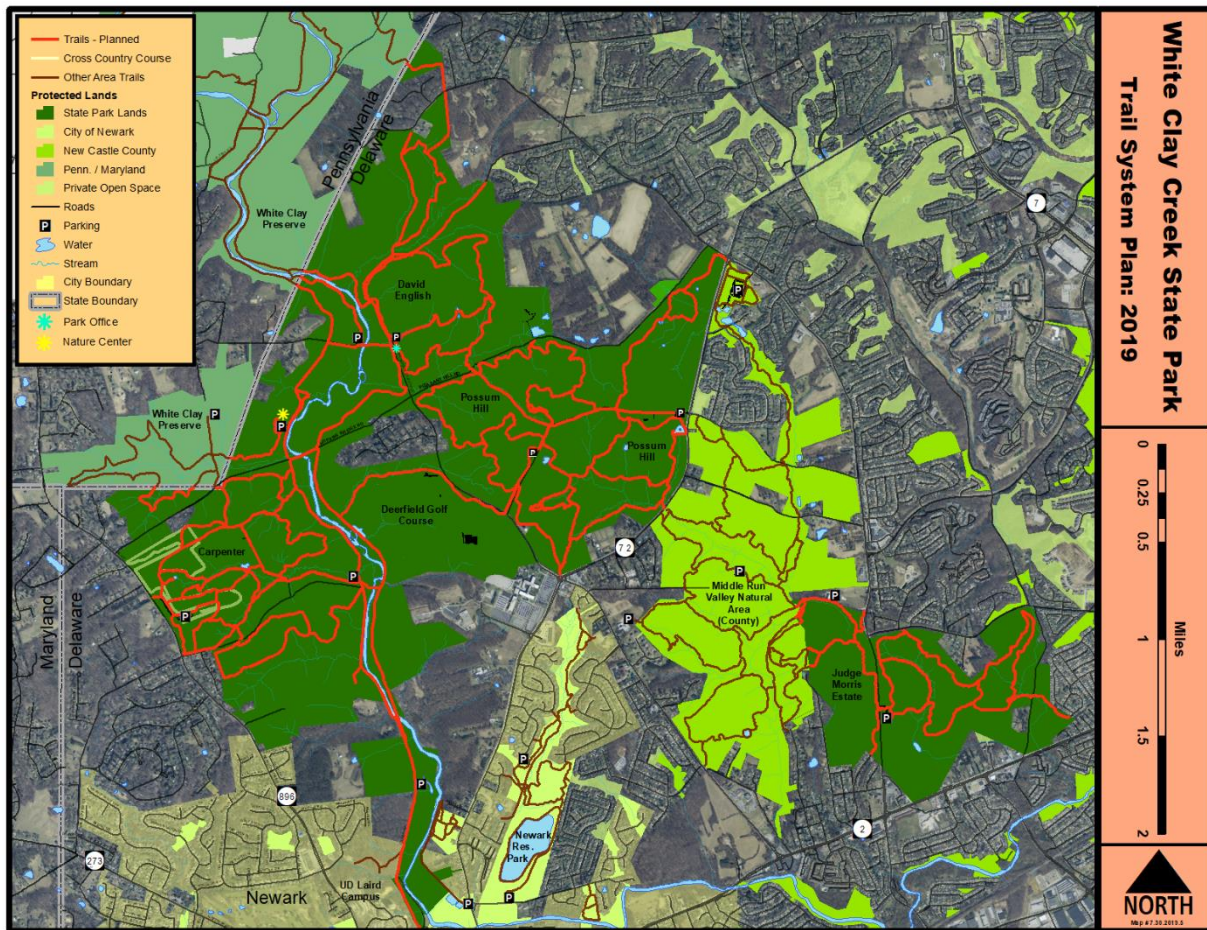 Trails - Planned
Cross Country Course
Other Area Trails
Protected Lands
State Park Lands
City of Newark
New Castle County
Penn. / Maryland
Private Open Space
Roads
P
Parking
Water
Stream
City Boundary
State Boundary
Park Office
Nature Center
White Clay Creek State Park
Trail System Plan: 2019
0
0.25
0.5
1
1.5
2
Miles
NORTH
Pennsylvania
Delaware
White Clay
Preserve
7
P
David
English
P
P
White Clay
Preserve
P
P
Possum
Hill
P
Possum
Hill
P
Deerfield Golf
Course
72
Carpenter
P
P
Maryland
Delaware
P
Middle Run
Valley Natural
Area
(County)
P
P
Judge
Morris
Estate
P
P
P
896
2
273
Newark
Res.
Park
UD Laird
Campus
Newark
P
P